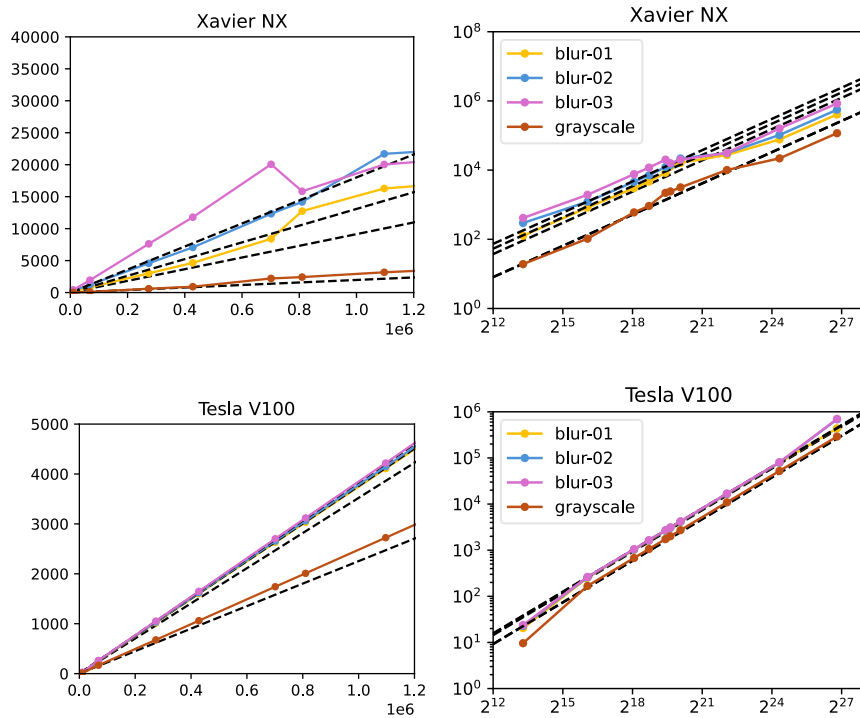 Xavier NX
40000
35000
30000
25000
20000
15000
10000
5000
0
0.0 0.2 0.4 0.6 0.8 1.0 1.2
1e6
Xavier NX
10^8
10^6
10^4
10^2
10^0
blur-01
blur-02
blur-03
grayscale
2^12 2^15 2^18 2^21 2^24 2^27
Tesla V100
5000
4000
3000
2000
1000
0
0.0 0.2 0.4 0.6 0.8 1.0 1.2
1e6
Tesla V100
10^6
10^5
10^4
10^3
10^2
10^1
10^0
blur-01
blur-02
blur-03
grayscale
2^12 2^15 2^18 2^21 2^24 2^27